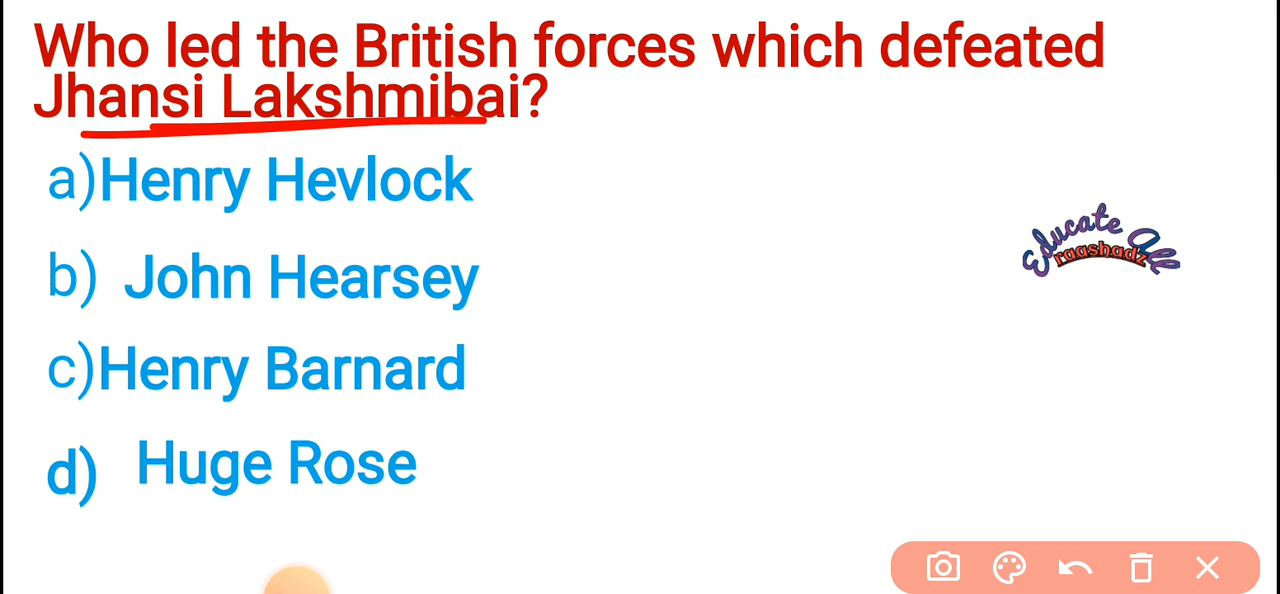 Who led the British forces which defeated
Jhansi Lakshmibai?
a)Henry Hevlock
b) John Hearsey
c)Henry Barnard
d) Huge Rose
Educate All
raashadz